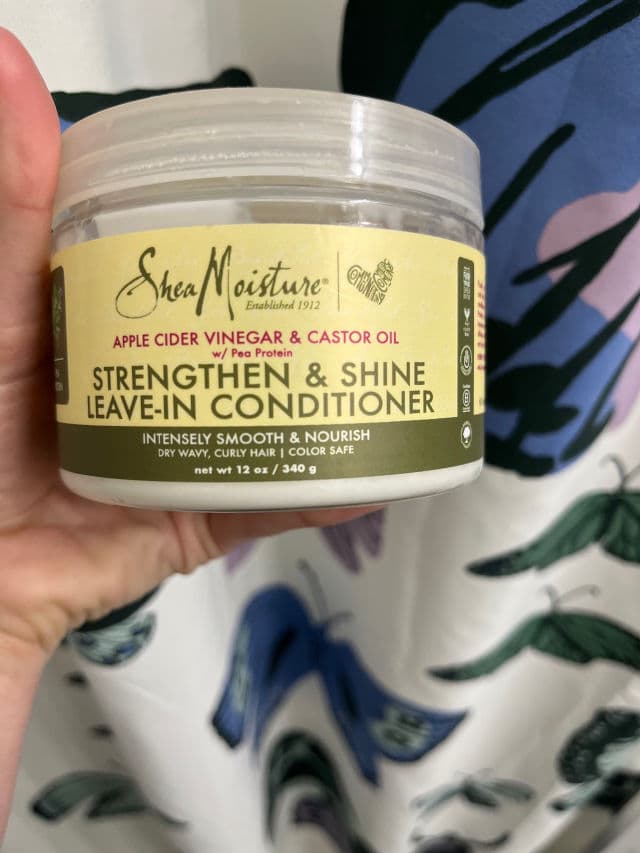 SheaMoisture®
Established 1912
APPLE CIDER VINEGAR & CASTOR OIL
w/ Pea Protein
STRENGTHEN & SHINE
LEAVE-IN CONDITIONER
INTENSELY SMOOTH & NOURISH
DRY WAVY, CURLY HAIR | COLOR SAFE
net wt 12 oz / 340 g